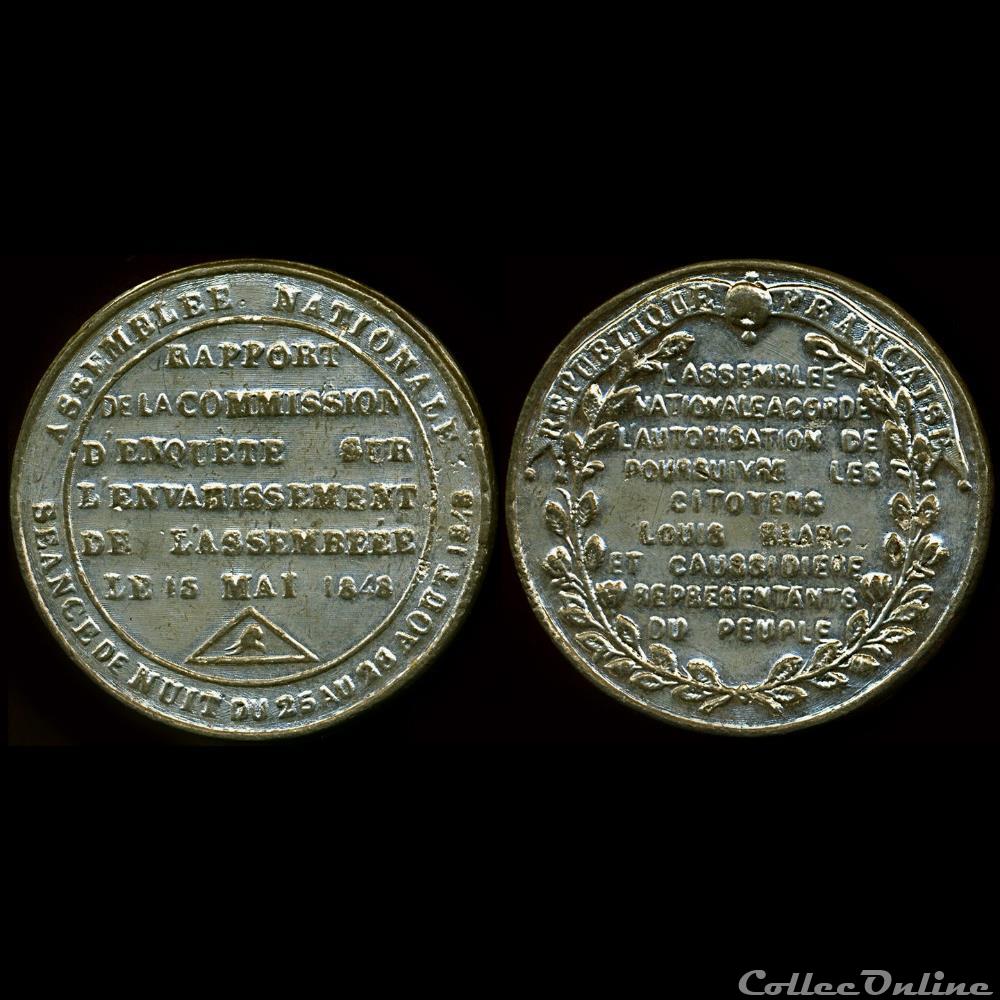 ASSEMBLEE NATIONALE
RAPPORT
DE LA COMMISSION
D'ENQUÈTE SUR
L'ENVAHISSEMENT
DE L'ASSEMBEÉE
LE 15 MAI 1848
SEANCE DE NUIT DU 25 AU 26 AOUT 1848
REPUBLIQUE FRANCAISE
L'ASSEMBLEE
NATIONALE ACORDE
L'AUTORISATION DE
POURSUIVRE LES
CITOYENS
LOUIS BLANC
ET CAUSSIDIERE
REPRESENTANTS
DU PEUPLE
CollecOnline